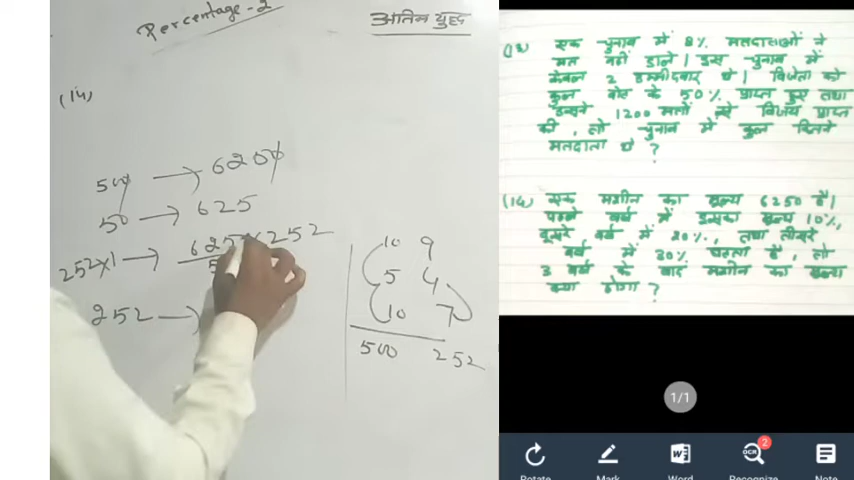 Percentage-2
अन्तिम युद्ध
(14)
500 → 6250
50 → 625
252×1 → 625×252
252 →
10 9
5 4
10 7
500 252
(13) एक चुनाव में 8% मतदाताओं ने
मत नहीं डाले। इस चुनाव में
केवल 2 उम्मीदवार थे। विजेता को
कुल वोट के 50% प्राप्त हुए तथा
उसने 1200 मतों से विजय प्राप्त
की, तो चुनाव में कुल कितने
मतदाता थे ?
(14) एक मशीन का मूल्य 6250 है।
पहले वर्ष में इसका मूल्य 10%,
दूसरे वर्ष में 20%, तथा तीसरे
वर्ष में 30% घटता है, तो
3 वर्ष के बाद मशीन का मूल्य
क्या होगा ?
1/1
2
Rotate
Mark
Word
Recognize
Note